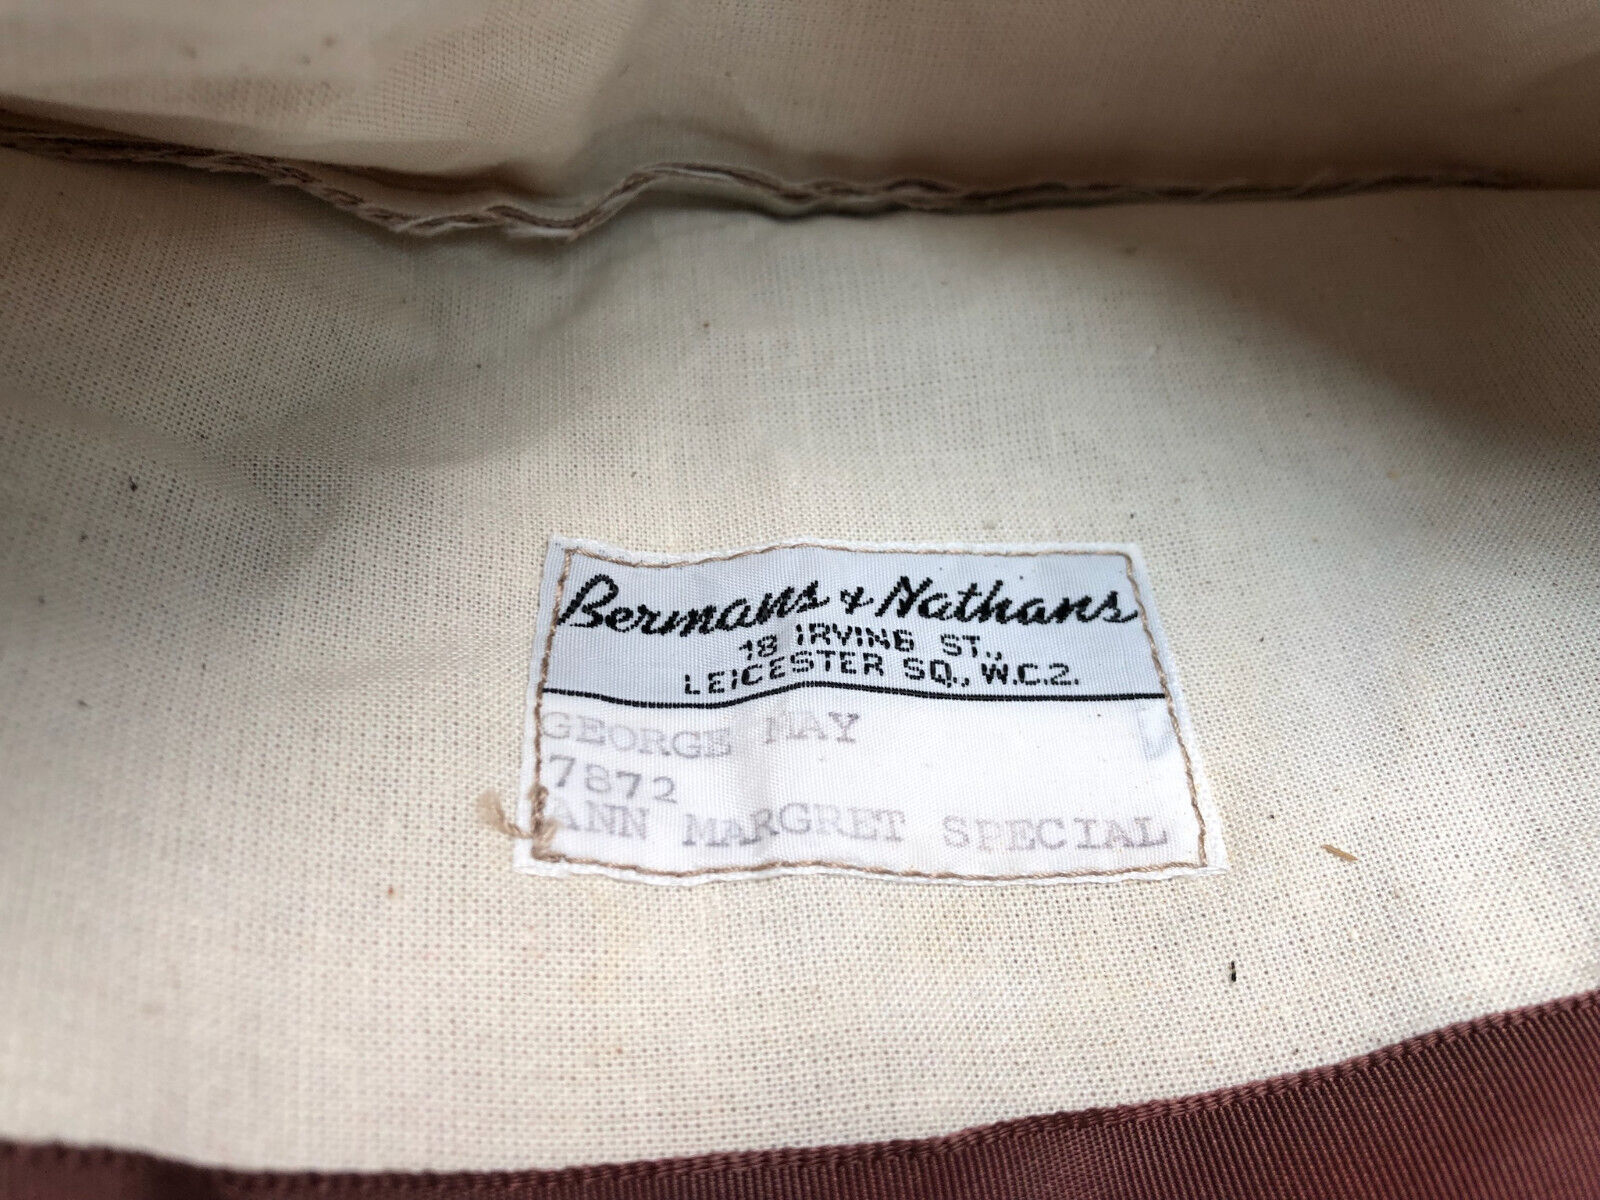 Bermans & Nathans
18 IRVING ST.,
LEICESTER SQ., W.C.2.
GEORGE MAY
7872
ANN MARGRET SPECIAL